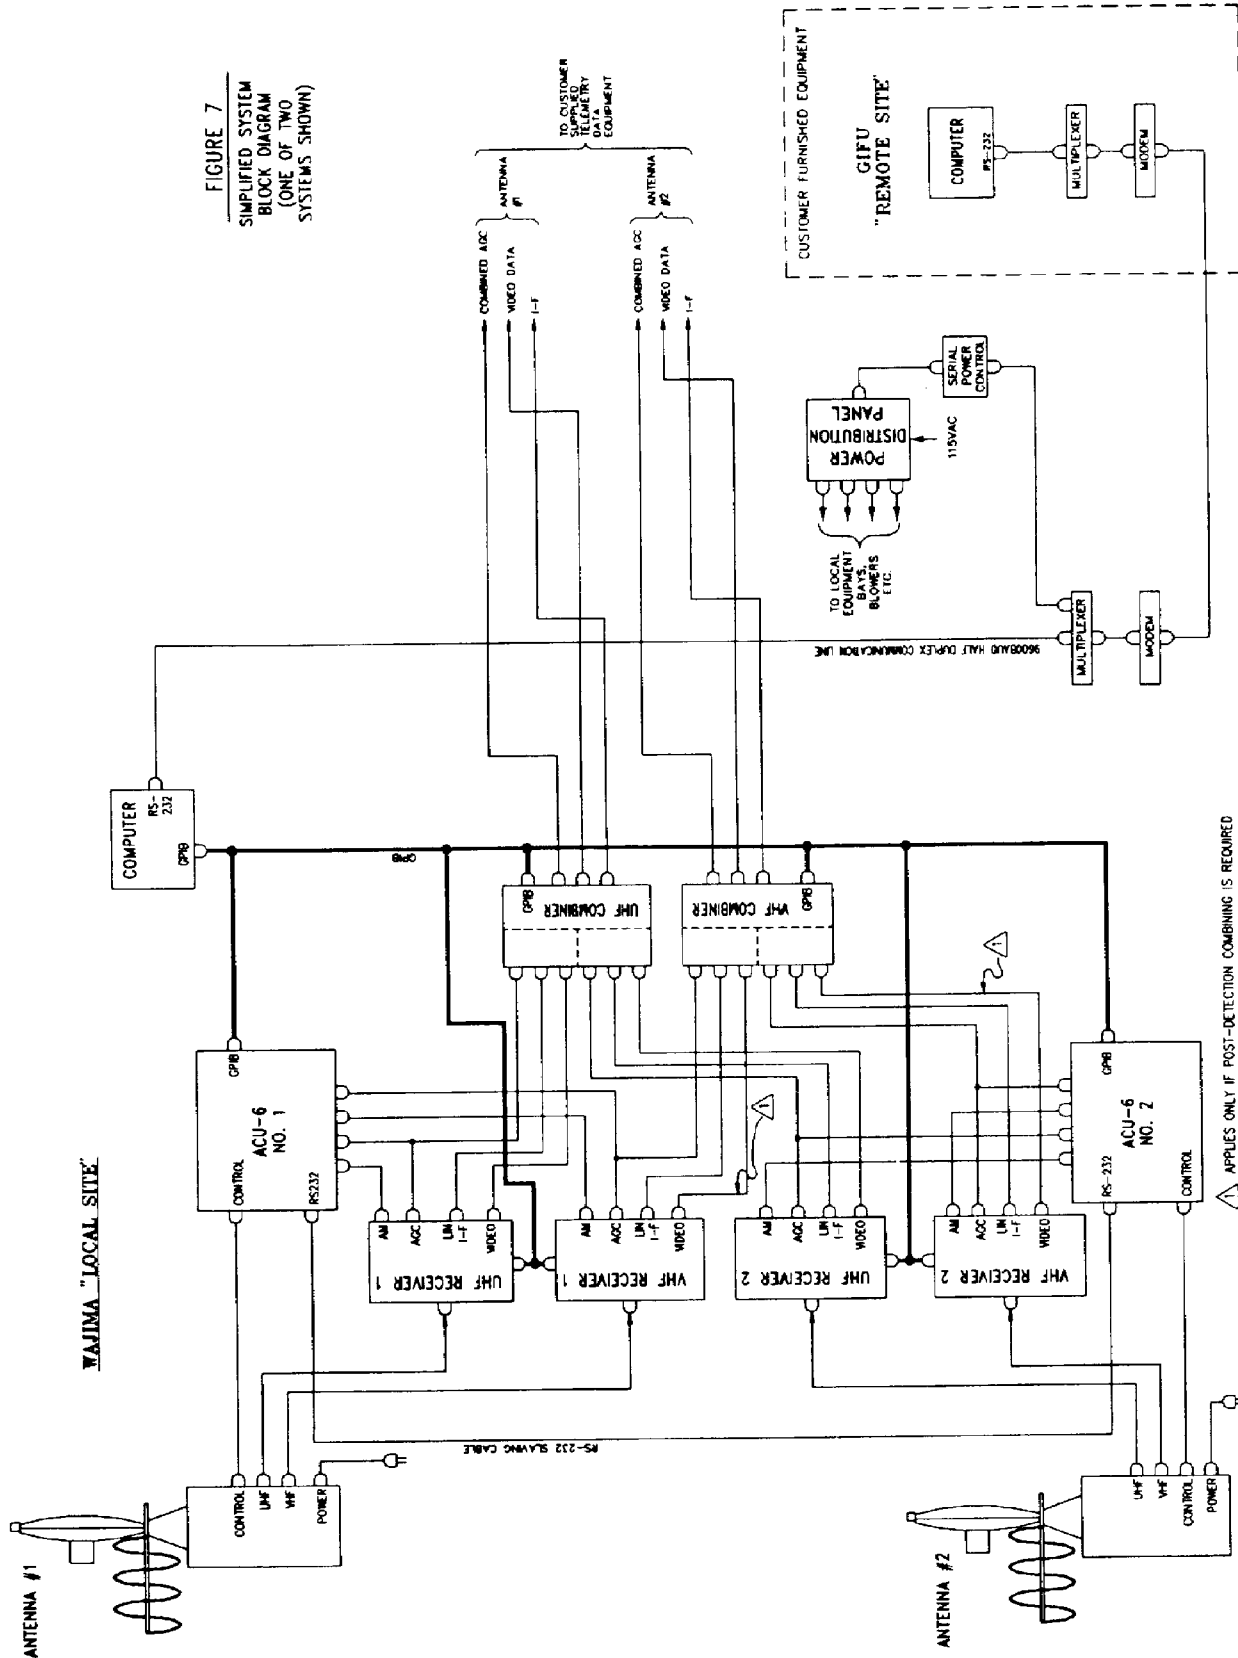 FIGURE 7
SIMPLIFIED SYSTEM
BLOCK DIAGRAM
(ONE OF TWO
SYSTEMS SHOWN)
WAJIMA "LOCAL SITE"
ANTENNA #1
CONTROL
UHF
VHF
POWER
ACU-6
NO. 1
CONTROL
RS232
GPIB
COMPUTER
GPIB
RS-
232
GPIB
UHF RECEIVER 1
AM
AGC
LIN
I-F
VIDEO
VHF RECEIVER 1
AM
AGC
LIN
I-F
VIDEO
UHF RECEIVER 2
AM
AGC
LIN
I-F
VIDEO
VHF RECEIVER 2
AM
AGC
LIN
I-F
VIDEO
UHF COMBINER
GPIB
VHF COMBINER
GPIB
1
1
RS-232 SLAVING CABLE
ANTENNA #2
UHF
VHF
CONTROL
POWER
ACU-6
NO. 2
RS-232
CONTROL
GPIB
1 APPLIES ONLY IF POST-DETECTION COMBINING IS REQUIRED
COMBINED AGC
VIDEO DATA
I-F
ANTENNA
#1
COMBINED AGC
VIDEO DATA
I-F
ANTENNA
#2
TO CUSTOMER
SUPPLIED
TELEMETRY
DATA
EQUIPMENT
9600BAUD HALF DUPLEX COMMUNICATION LINE
TO LOCAL
EQUIPMENT
BAYS,
BLOWERS
ETC.
POWER
DISTRIBUTION
PANEL
115VAC
SERIAL
POWER
CONTROL
MULTIPLEXER
MODEM
CUSTOMER FURNISHED EQUIPMENT
GIFU
"REMOTE SITE"
COMPUTER
RS-232
MULTIPLEXER
MODEM